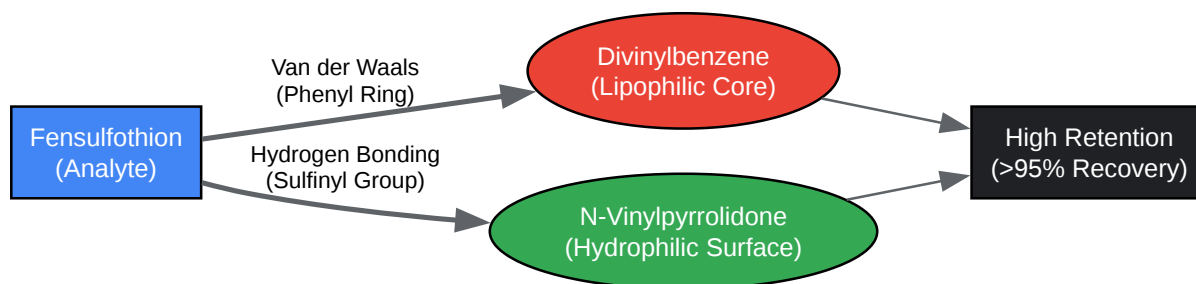 Fensulfothion
(Analyte)
Van der Waals
(Phenyl Ring)
Hydrogen Bonding
(Sulfinyl Group)
Divinylbenzene
(Lipophilic Core)
N-Vinylpyrrolidone
(Hydrophilic Surface)
High Retention
(>95% Recovery)